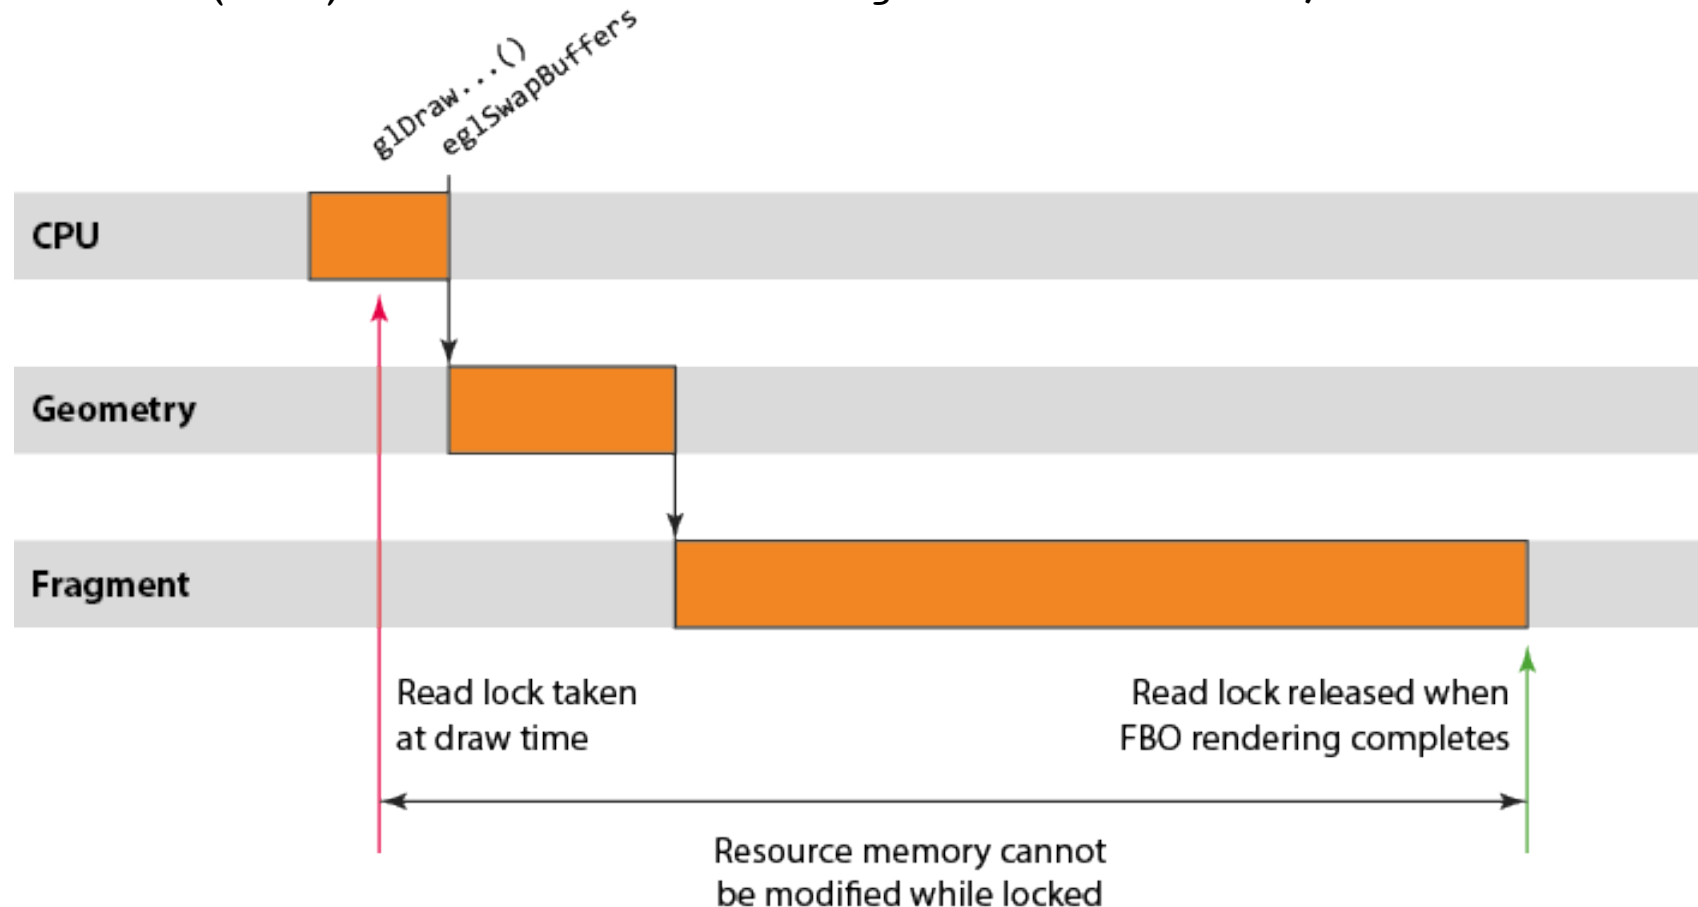 glDraw...()
eglSwapBuffers
CPU
Geometry
Fragment
Read lock taken
at draw time
Read lock released when
FBO rendering completes
Resource memory cannot
be modified while locked